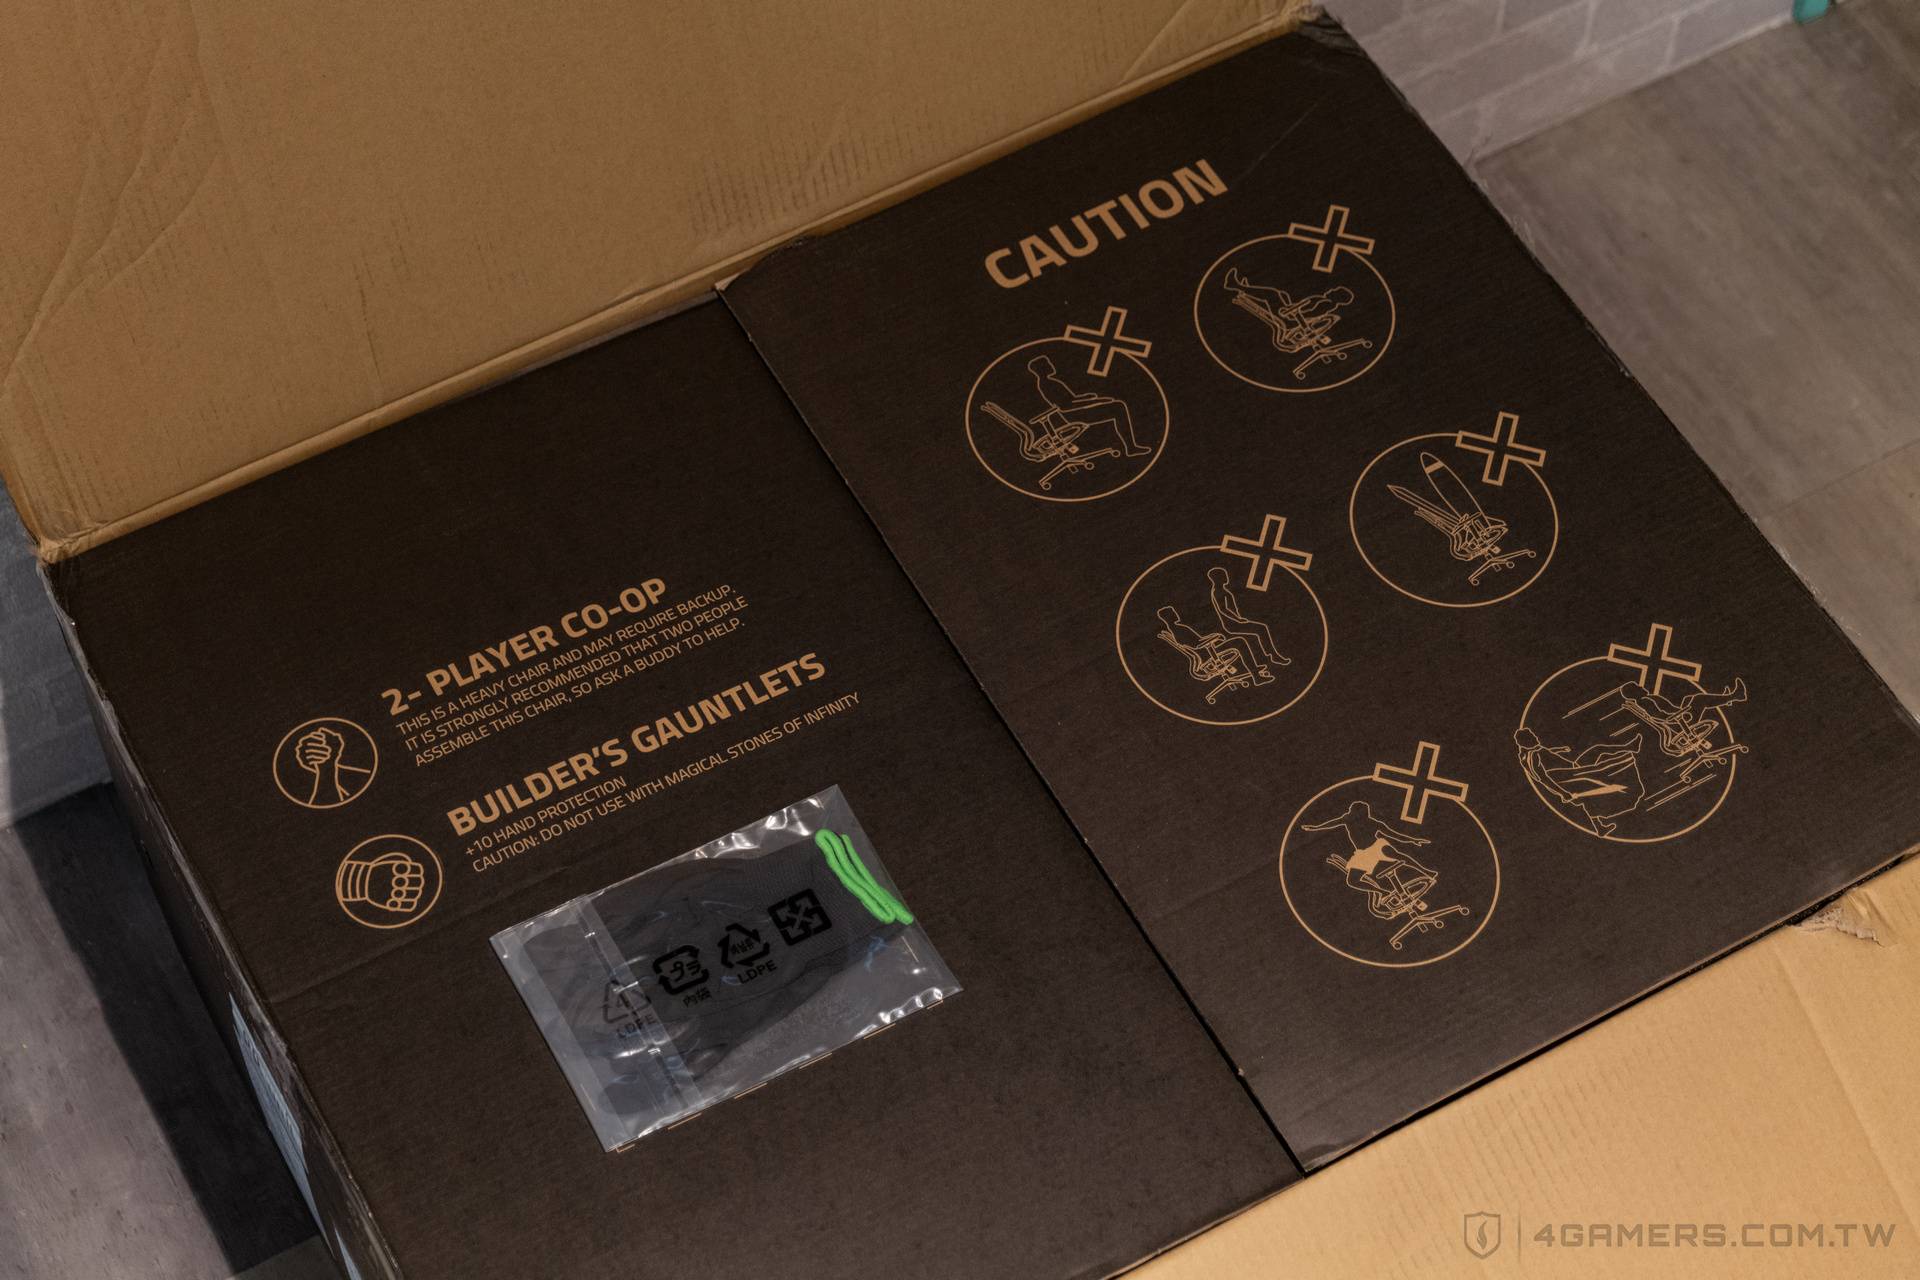 CAUTION
2- PLAYER CO-OP
THIS IS A HEAVY CHAIR AND MAY REQUIRE BACKUP.
IT IS STRONGLY RECOMMENDED THAT TWO PEOPLE
ASSEMBLE THIS CHAIR, SO ASK A BUDDY TO HELP.
BUILDER'S GAUNTLETS
+10 HAND PROTECTION
CAUTION: DO NOT USE WITH MAGICAL STONES OF INFINITY
4
LDPE
プラ
内袋
LDPE
4GAMERS.COM.TW